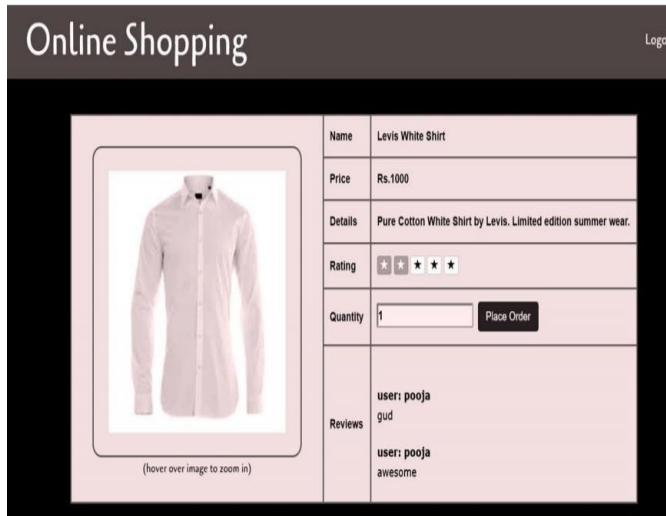 Online Shopping
Logo
Name Levis White Shirt
Price Rs.1000
Details Pure Cotton White Shirt by Levis. Limited edition summer wear.
Rating
Quantity 1 Place Order
Reviews
user: pooja
gud
user: pooja
awesome
(hover over image to zoom in)